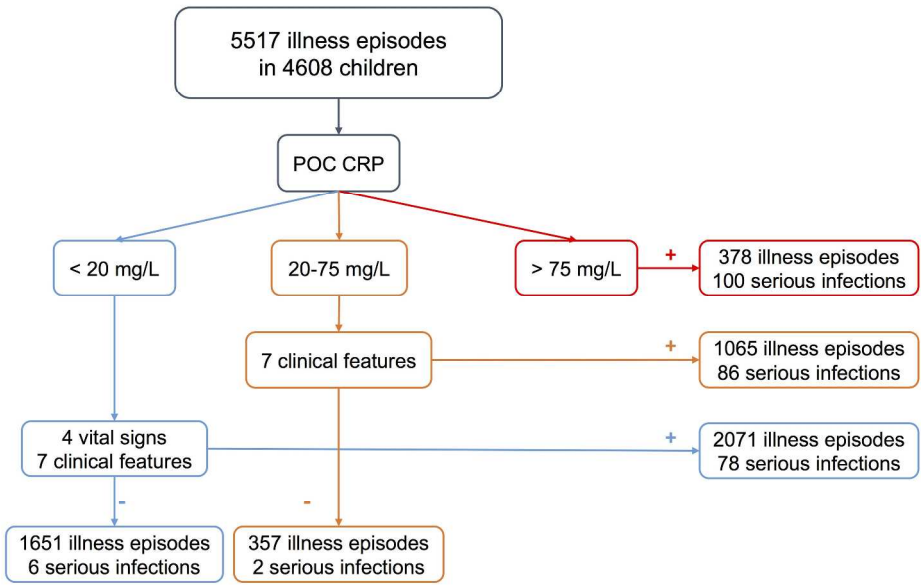 5517 illness episodes
in 4608 children
POC CRP
< 20 mg/L
20-75 mg/L
> 75 mg/L
+
378 illness episodes
100 serious infections
7 clinical features
+
1065 illness episodes
86 serious infections
4 vital signs
7 clinical features
+
2071 illness episodes
78 serious infections
-
-
1651 illness episodes
6 serious infections
357 illness episodes
2 serious infections